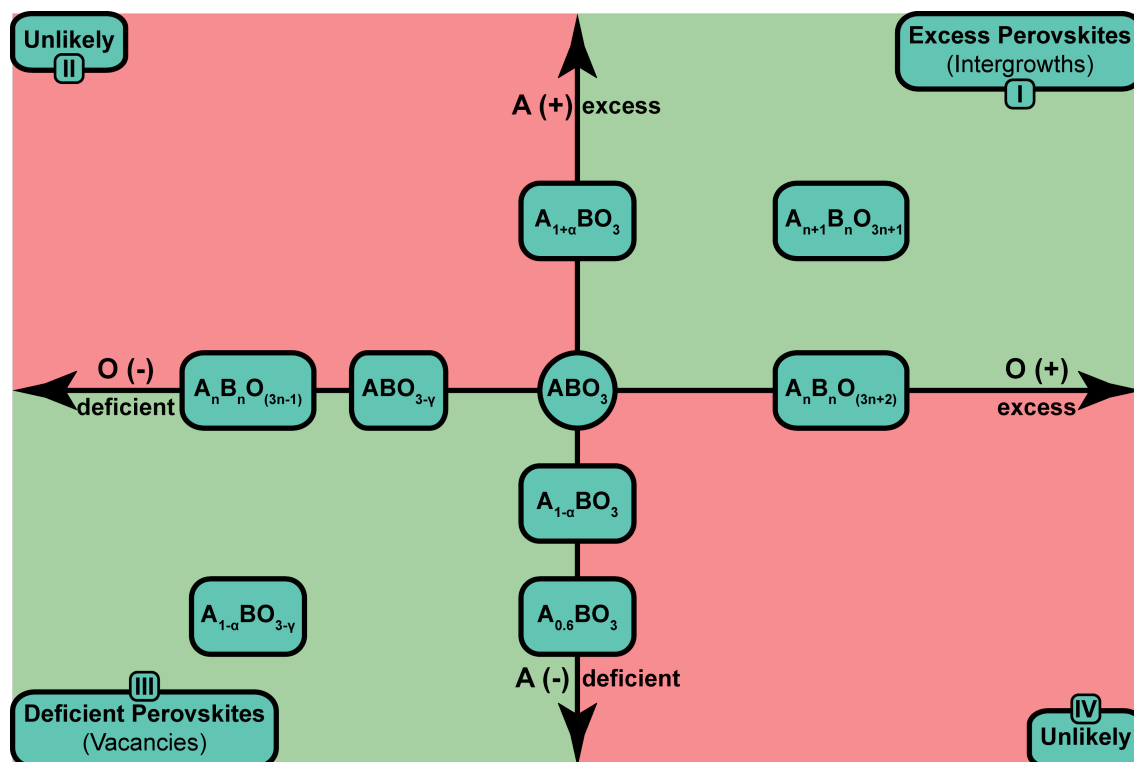 Unlikely
II
Excess Perovskites
(Intergrowths)
I
A (+) excess
A₁₊αBO₃
Aₙ₊₁BₙO₃ₙ₊₁
O (-)
deficient
AₙBₙO₍₃ₙ₋₁₎
ABO₃₋ᵧ
ABO₃
AₙBₙO₍₃ₙ₊₂₎
O (+)
excess
A₁₋αBO₃
A₁₋αBO₃₋ᵧ
A₀.₆BO₃
A (-) deficient
III
Deficient Perovskites
(Vacancies)
IV
Unlikely